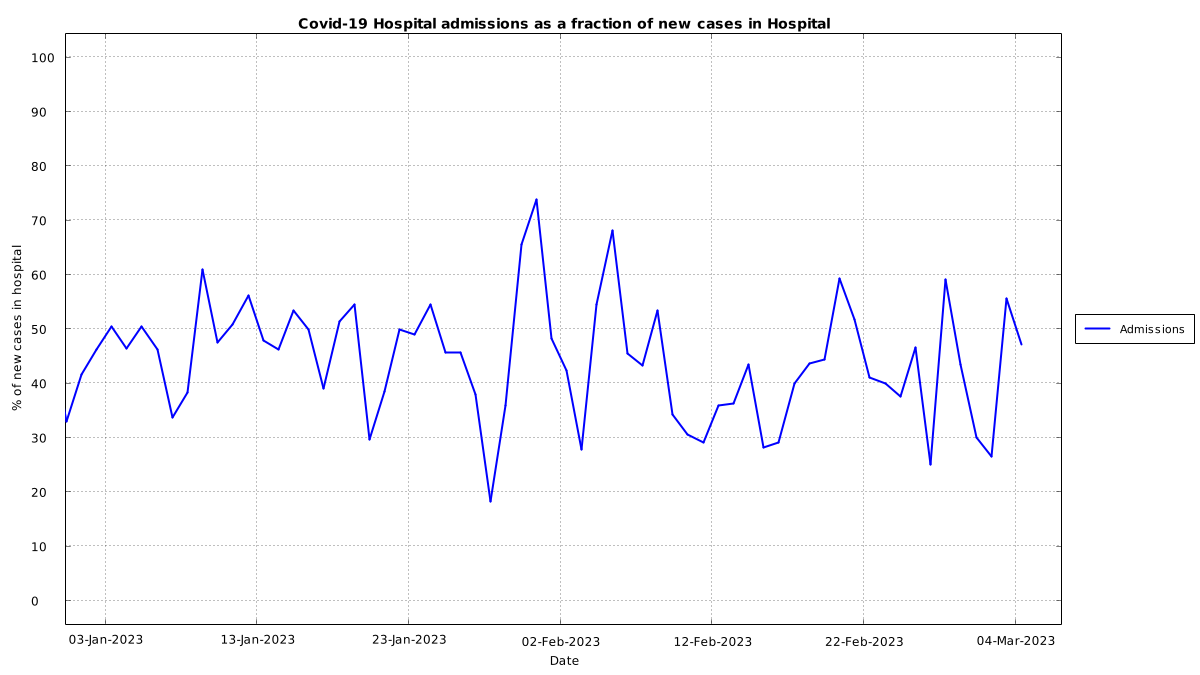 Covid-19 Hospital admissions as a fraction of new cases in Hospital
% of new cases in hospital
100
90
80
70
60
50
40
30
20
10
0
Admissions
03-Jan-2023 13-Jan-2023 23-Jan-2023 02-Feb-2023 12-Feb-2023 22-Feb-2023 04-Mar-2023
Date